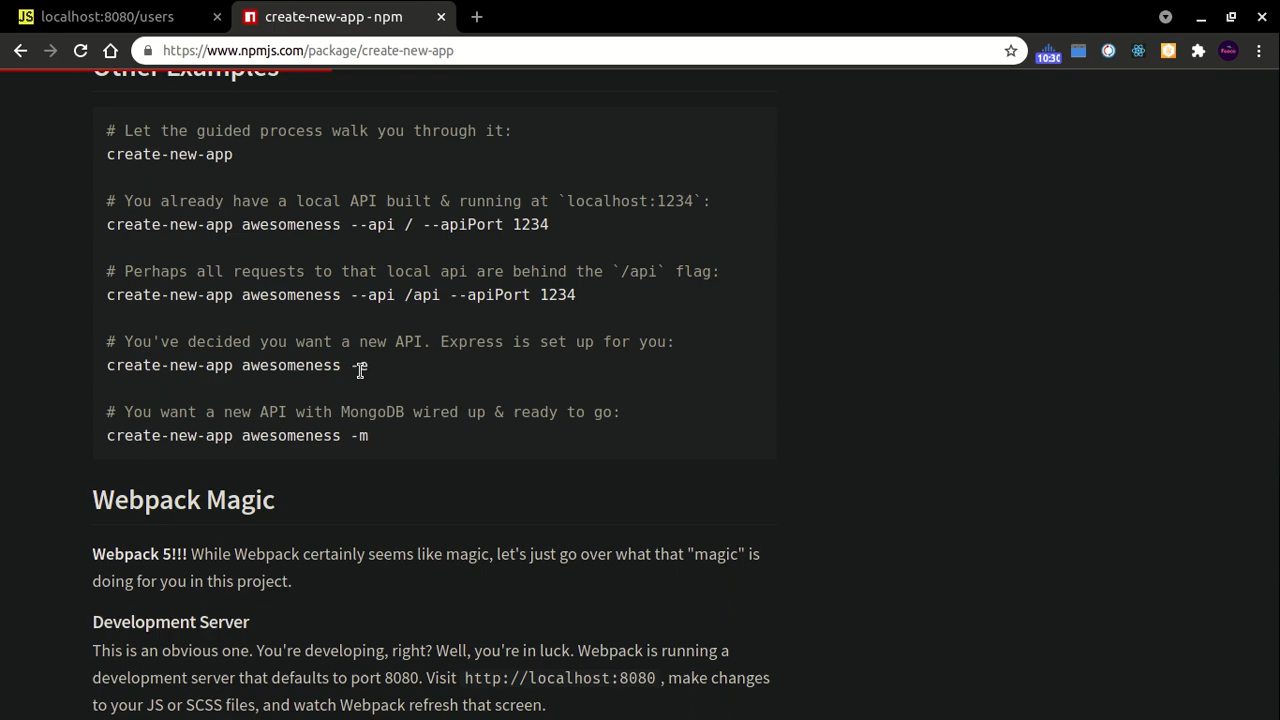 JS localhost:8080/users
create-new-app - npm
https://www.npmjs.com/package/create-new-app
10:30
Other Examples
# Let the guided process walk you through it:
create-new-app
# You already have a local API built & running at `localhost:1234`:
create-new-app awesomeness --api / --apiPort 1234
# Perhaps all requests to that local api are behind the `/api` flag:
create-new-app awesomeness --api /api --apiPort 1234
# You've decided you want a new API. Express is set up for you:
create-new-app awesomeness -e
# You want a new API with MongoDB wired up & ready to go:
create-new-app awesomeness -m
Webpack Magic
Webpack 5!!! While Webpack certainly seems like magic, let's just go over what that "magic" is
doing for you in this project.
Development Server
This is an obvious one. You're developing, right? Well, you're in luck. Webpack is running a
development server that defaults to port 8080. Visit http://localhost:8080 , make changes
to your JS or SCSS files, and watch Webpack refresh that screen.